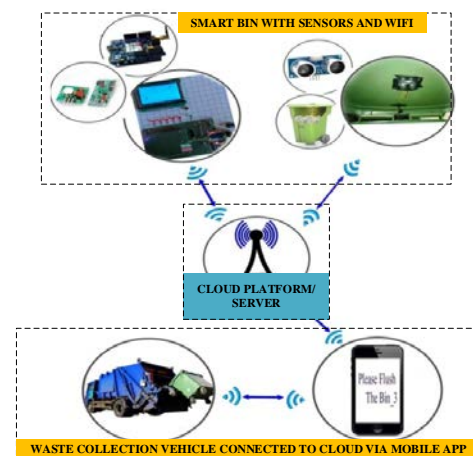 SMART BIN WITH SENSORS AND WIFI
CLOUD PLATFORM/
SERVER
Please Flush
The Bin_3
WASTE COLLECTION VEHICLE CONNECTED TO CLOUD VIA MOBILE APP